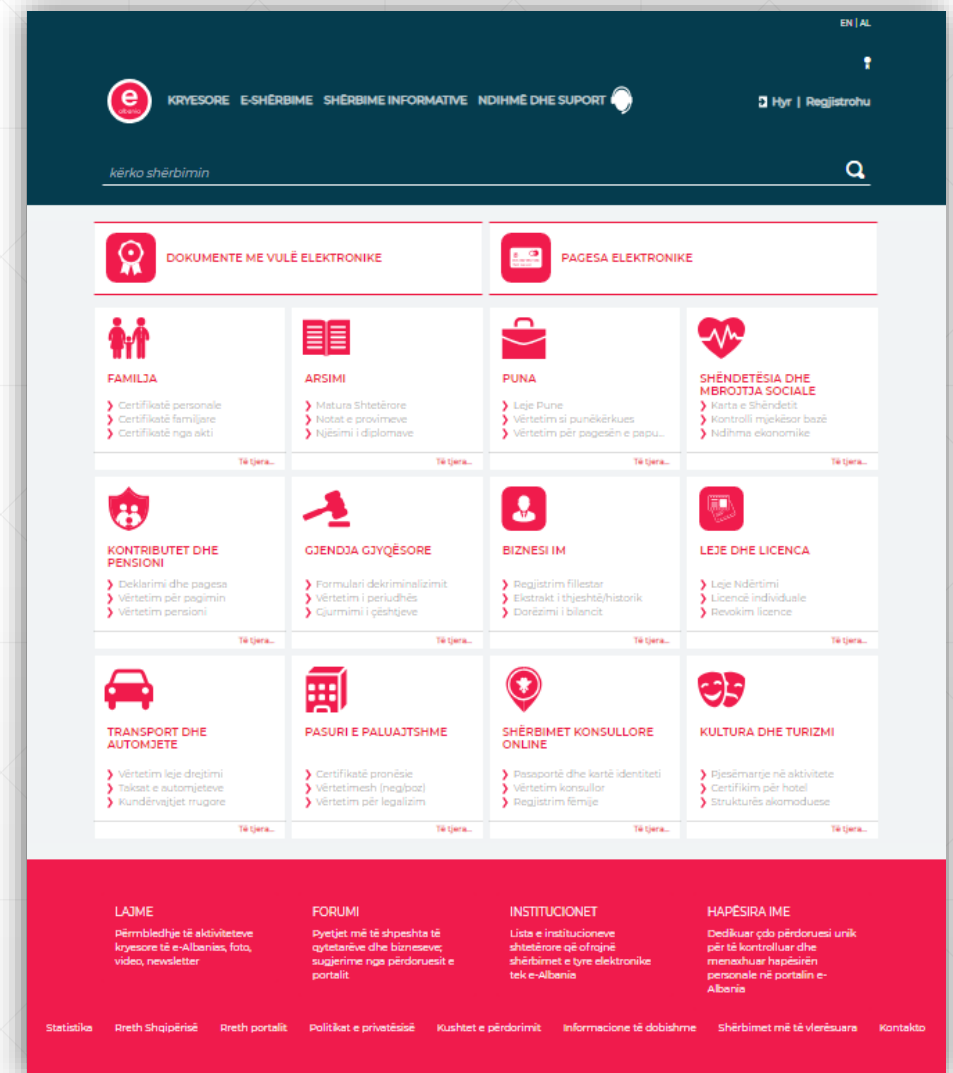 EN | AL
e
albania
KRYESORE E-SHËRBIME SHËRBIME INFORMATIVE NDIHMË DHE SUPORT
Hyr | Regjistrohu
kërko shërbimin
DOKUMENTE ME VULË ELEKTRONIKE
PAGESA ELEKTRONIKE
FAMILJA
Certifikatë personale
Certifikatë familjare
Certifikatë nga akti
Të tjera...
ARSIMI
Matura Shtetërore
Notat e provimeve
Njësimi i diplomave
Të tjera...
PUNA
Leje Pune
Vërtetim si punëkërkues
Vërtetim për pagesën e papu...
Të tjera...
SHËNDETËSIA DHE
MBROJTJA SOCIALE
Karta e Shëndetit
Kontrolli mjekësor bazë
Ndihma ekonomike
Të tjera...
KONTRIBUTET DHE
PENSIONI
Deklarimi dhe pagesa
Vërtetim për pagimin
Vërtetim pensioni
Të tjera...
GJENDJA GJYQËSORE
Formulari dekriminalizimit
Vërtetim i periudhës
Gjurmimi i çështjeve
Të tjera...
BIZNESI IM
Regjistrim fillestar
Ekstrakt i thjeshtë/historik
Dorëzimi i bilancit
Të tjera...
LEJE DHE LICENCA
Leje Ndërtimi
Licencë individuale
Revokim licence
Të tjera...
TRANSPORT DHE
AUTOMJETE
Vërtetim leje drejtimi
Taksat e automjeteve
Kundërvajtjet rrugore
Të tjera...
PASURI E PALUAJTSHME
Certifikatë pronësie
Vërtetimesh (neg/poz)
Vërtetim për legalizim
Të tjera...
SHËRBIMET KONSULLORE
ONLINE
Pasaportë dhe kartë identiteti
Vërtetim konsullor
Regjistrim fëmije
Të tjera...
KULTURA DHE TURIZMI
Pjesëmarrje në aktivitete
Certifikim për hotel
Strukturës akomoduese
Të tjera...
LAJME
Përmbledhje të aktiviteteve
kryesore të e-Albanias, foto,
video, newsletter
FORUMI
Pyetjet më të shpeshta të
qytetarëve dhe bizneseve;
sugjerime nga përdoruesit e
portalit
INSTITUCIONET
Lista e institucioneve
shtetërore që ofrojnë
shërbimet e tyre elektronike
tek e-Albania
HAPËSIRA IME
Dedikuar çdo përdoruesi unik
për të kontrolluar dhe
menaxhuar hapësirën
personale në portalin e-
Albania
Statistika Rreth Shqipërisë Rreth portalit Politikat e privatësisë Kushtet e përdorimit Informacione të dobishme Shërbimet më të vlerësuara Kontakto